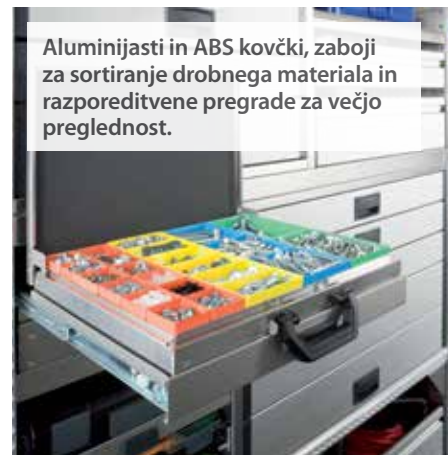 Aluminijasti in ABS kovčki, zaboji
za sortiranje drobnega materiala in
razporeditvene pregrade za večjo
preglednost.